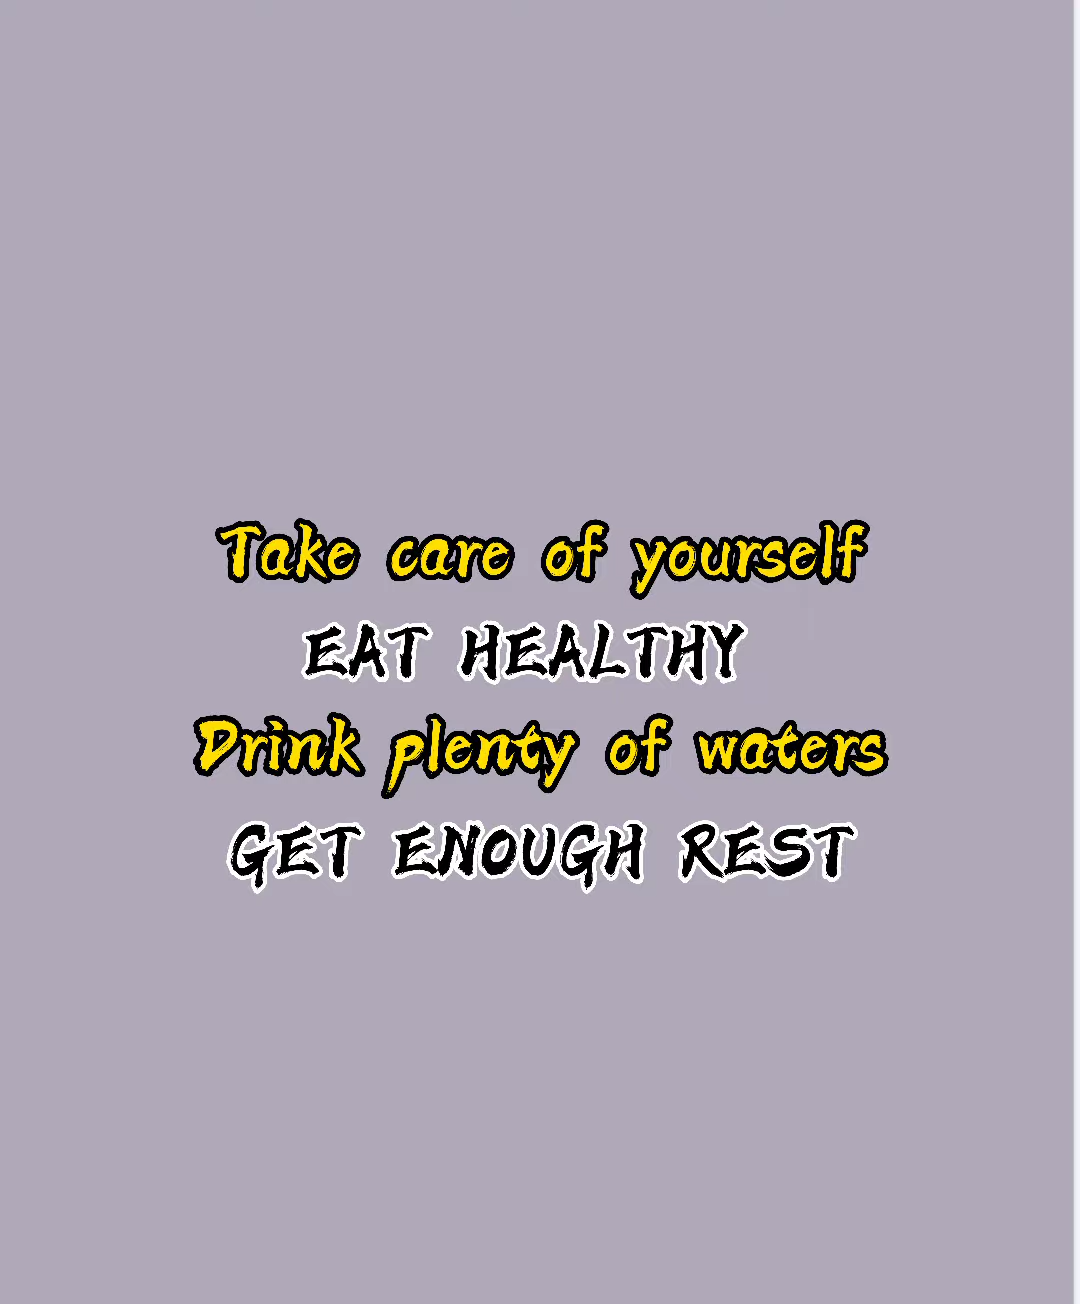 Take care of yourself
EAT HEALTHY
Drink plenty of waters
GET ENOUGH REST